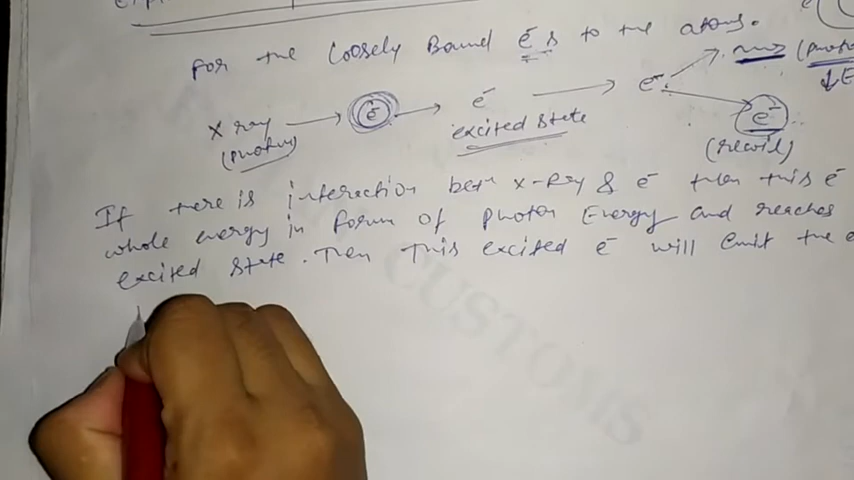 For the Loosely Bound e⁻s to the atoms.
X ray → e⁻ → e⁻ → e⁻
(photon)
excited state
e⁻
(recoil)
If there is interaction betn X-Ray & e⁻ then this e⁻
whole energy in form of photon Energy and reaches
excited state. Then this excited e⁻ will emit the
CUSTOMS